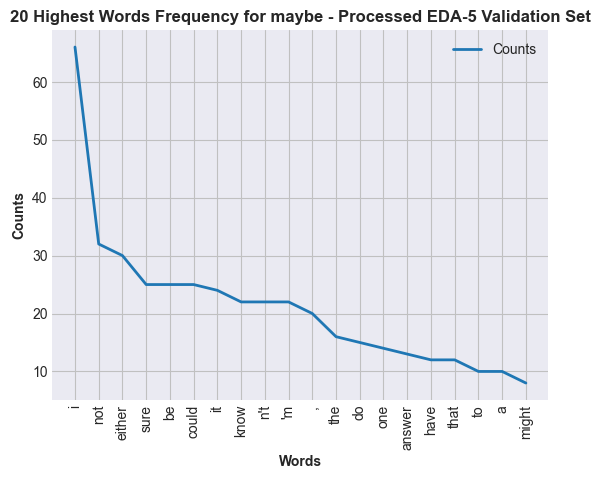 20 Highest Words Frequency for maybe - Processed EDA-5 Validation Set
Counts
60
50
40
30
20
10
Counts
i
not
either
sure
be
could
it
know
n't
'm
,
the
do
one
answer
have
that
to
a
might
Words